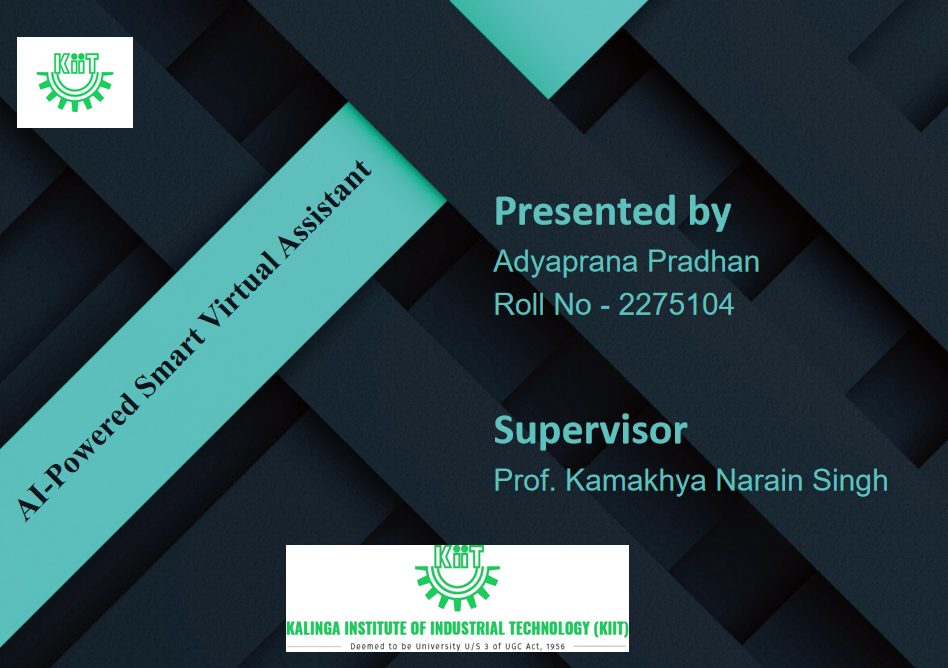 KiiT
AI-Powered Smart Virtual Assistant
Presented by
Adyaprana Pradhan
Roll No - 2275104
Supervisor
Prof. Kamakhya Narain Singh
KiiT
KALINGA INSTITUTE OF INDUSTRIAL TECHNOLOGY (KIIT)
Deemed to be University U/S 3 of UGC Act, 1956